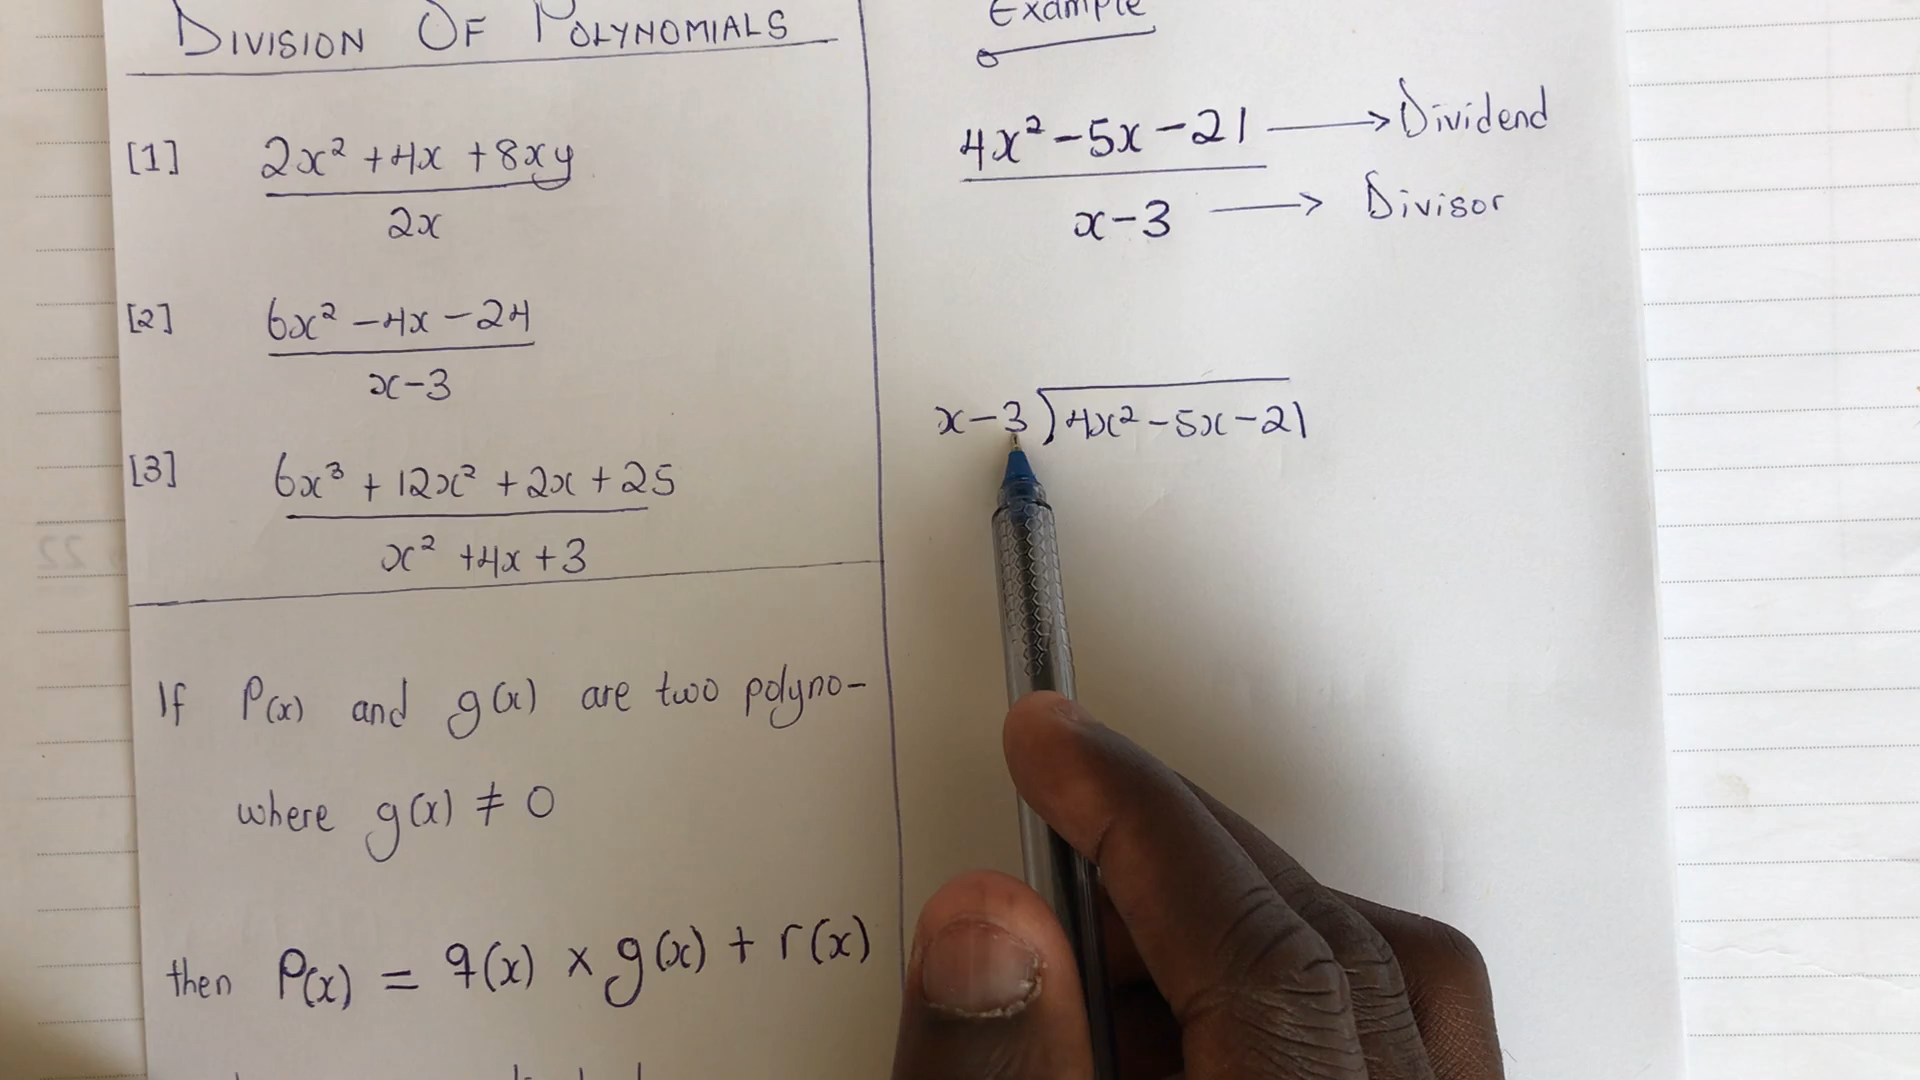 DIVISION OF POLYNOMIALS
[1] 2x² + 4x + 8xy
2x
[2] 6x² - 4x - 24
x - 3
[3] 6x³ + 12x² + 2x + 25
x² + 4x + 3
If P(x) and g(x) are two polyno-
where g(x) ≠ 0
then P(x) = q(x) × g(x) + r(x)
Example
4x² - 5x - 21 → Dividend
x - 3 → Divisor
x - 3 ) 4x² - 5x - 21